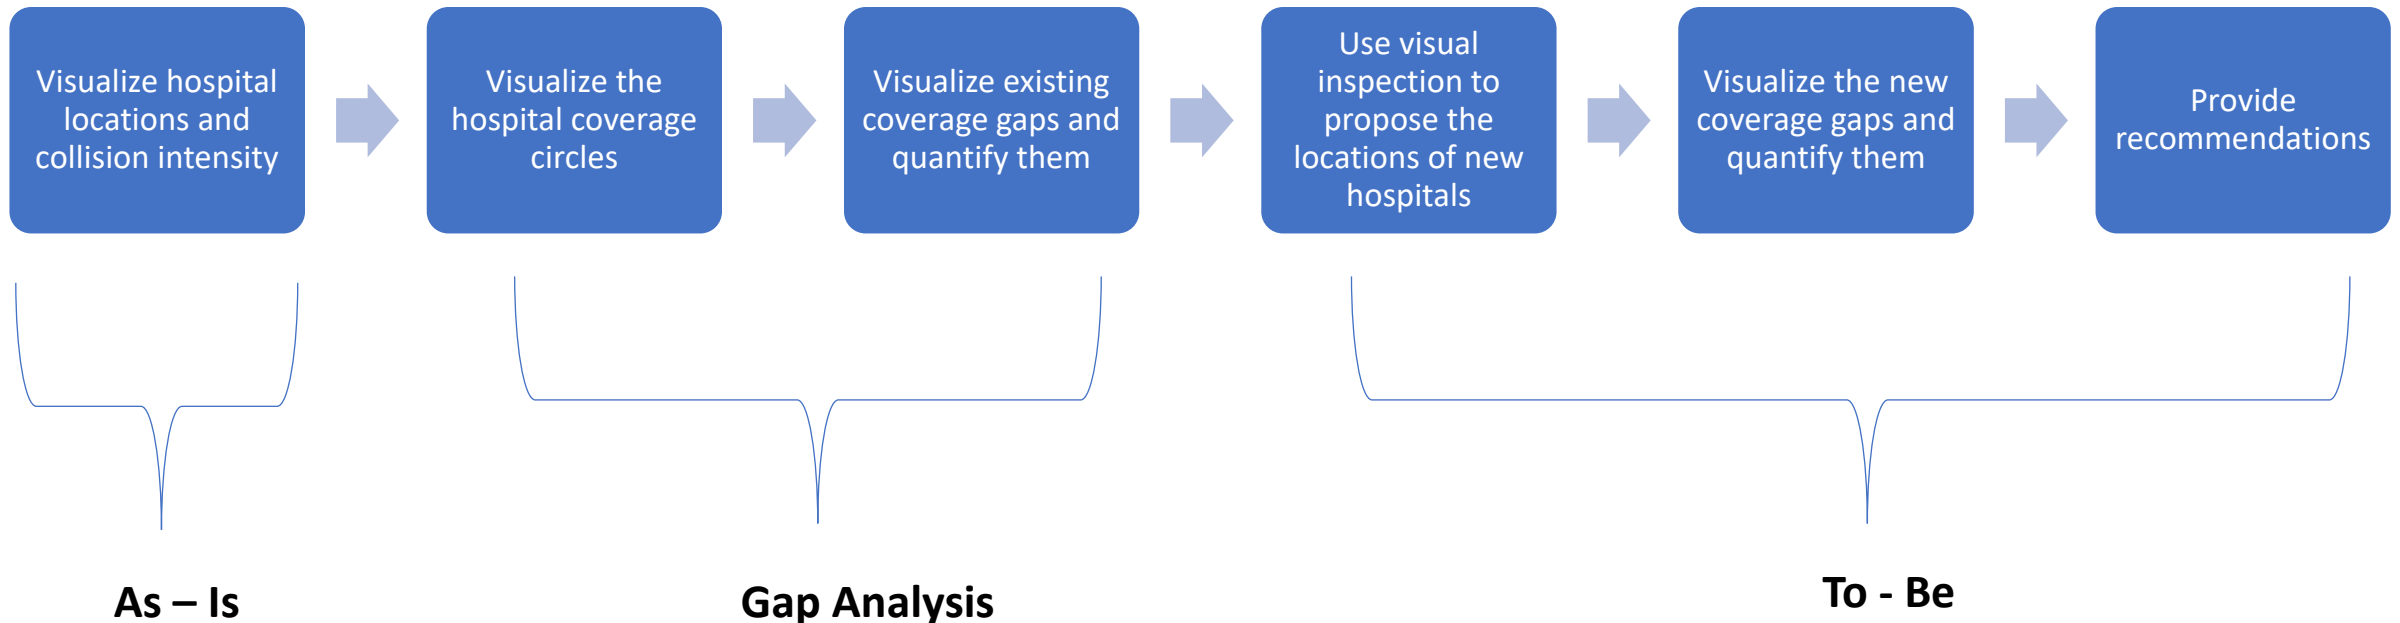 Visualize hospital
locations and
collision intensity
Visualize the
hospital coverage
circles
Visualize existing
coverage gaps and
quantify them
Use visual
inspection to
propose the
locations of new
hospitals
Visualize the new
coverage gaps and
quantify them
Provide
recommendations
As – Is
Gap Analysis
To - Be